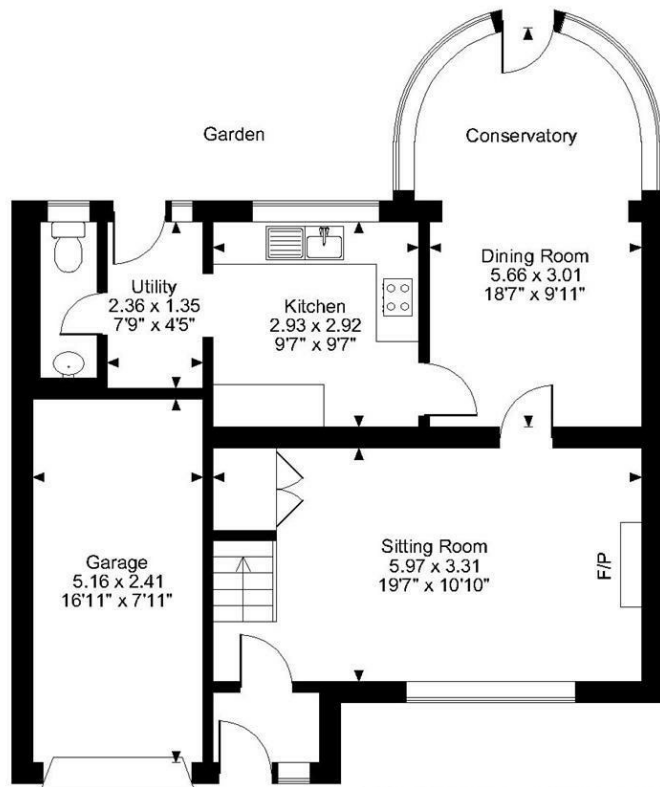 Garden
Conservatory
Utility
2.36 x 1.35
7'9" x 4'5"
Kitchen
2.93 x 2.92
9'7" x 9'7"
Dining Room
5.66 x 3.01
18'7" x 9'11"
Garage
5.16 x 2.41
16'11" x 7'11"
Sitting Room
5.97 x 3.31
19'7" x 10'10"
F/P